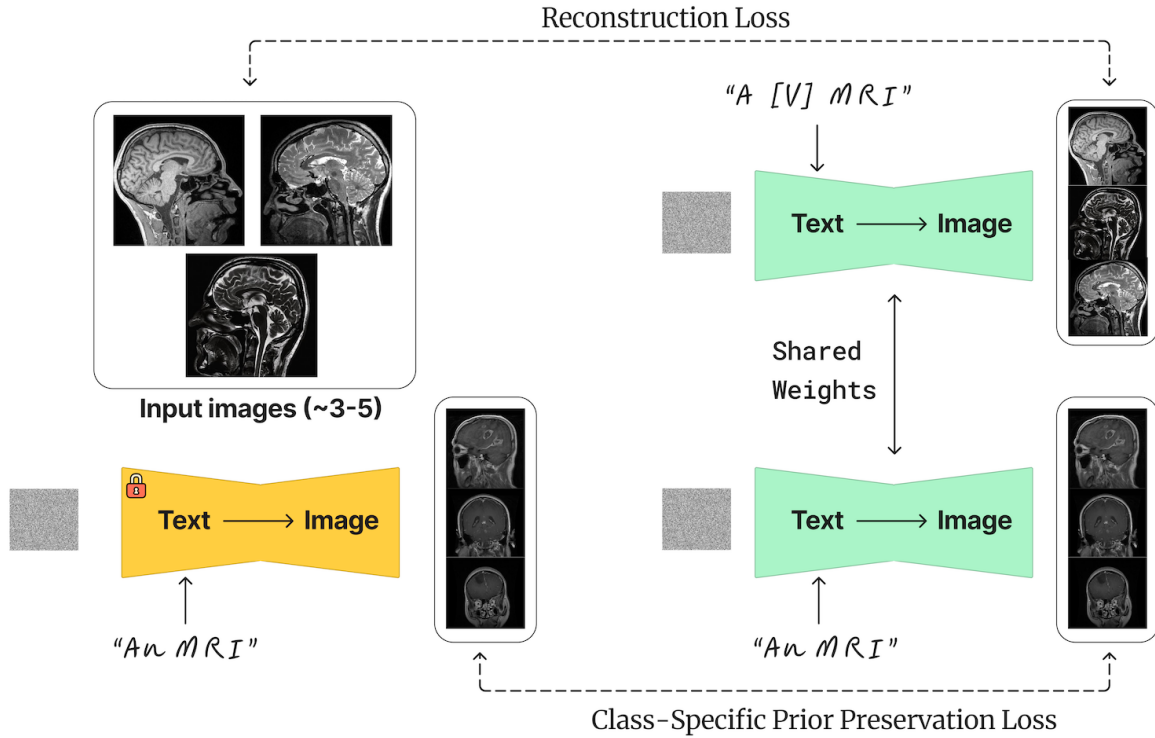 Reconstruction Loss
“A [V] MRI”
Text → Image
Shared
Weights
Input images (~3-5)
Text → Image
Text → Image
“An MRI”
“An MRI”
Class-Specific Prior Preservation Loss